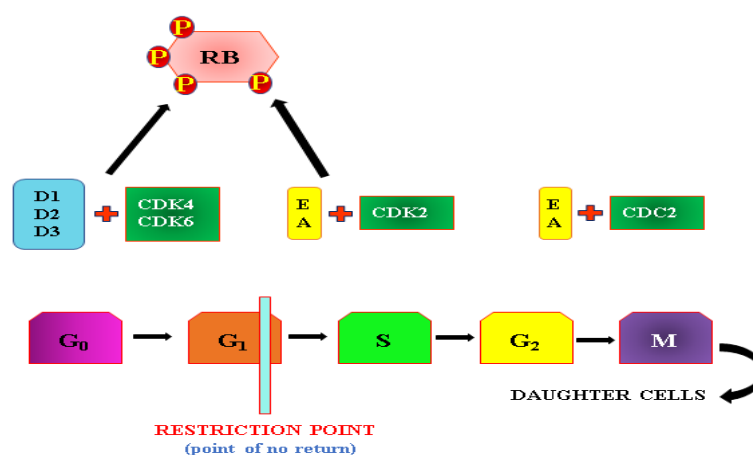 P
P
RB
P
P
D1
D2
D3
CDK4
CDK6
E
A
CDK2
E
A
CDC2
G₀
G₁
S
G₂
M
DAUGHTER CELLS
RESTRICTION POINT
(point of no return)